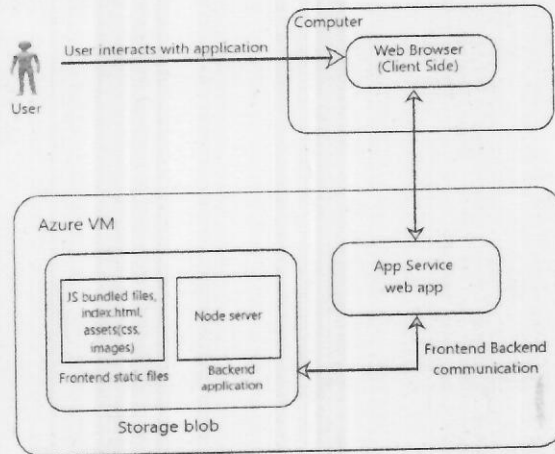 Computer
User interacts with application
Web Browser
(Client Side)
User
Azure VM
App Service
web app
JS bundled files,
index.html,
assets(css,
images)
Node server
Frontend static files
Backend
application
Frontend Backend
communication
Storage blob